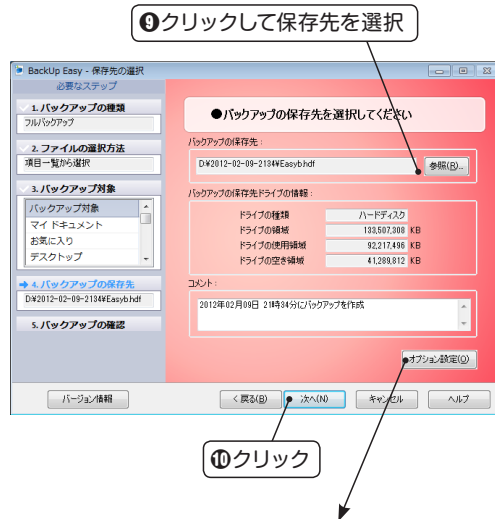 ❾クリックして保存先を選択
BackUp Easy - 保存先の選択
必要なステップ
1. バックアップの種類
フルバックアップ
2. ファイルの選択方法
項目一覧から選択
3. バックアップ対象
バックアップ対象
マイ ドキュメント
お気に入り
デスクトップ
4. バックアップの保存先
D:¥2012-02-09-2134¥Easyb.hdf
5. バックアップの確認
●バックアップの保存先を選択してください
バックアップの保存先 :
D:¥2012-02-09-2134¥Easyb.hdf
参照(R)...
バックアップの保存先ドライブの情報 :
ドライブの種類 ハードディスク
ドライブの領域 133,507,308 KB
ドライブの使用領域 92,217,496 KB
ドライブの空き領域 41,289,812 KB
コメント :
2012年02月09日 21時34分にバックアップを作成
オプション設定(O)
バージョン情報
< 戻る(B)
次へ(N)
キャンセル
ヘルプ
❿クリック